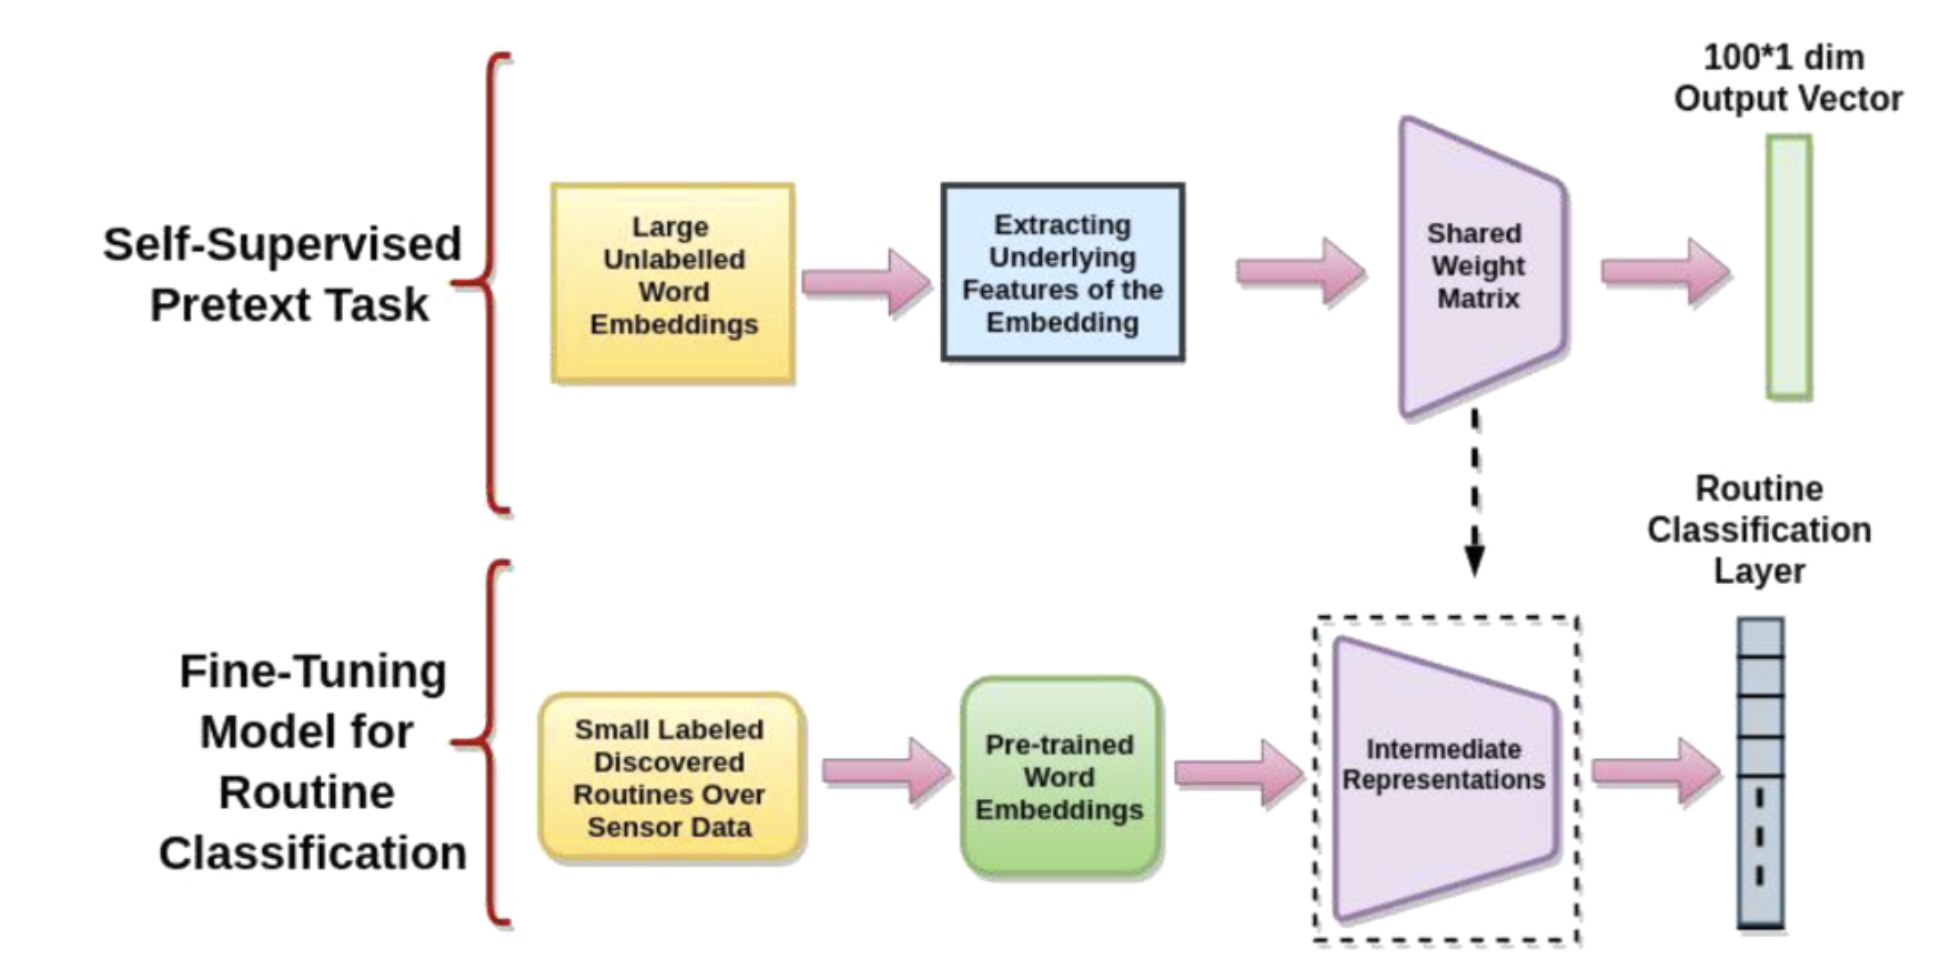 Self-Supervised
Pretext Task
Large
Unlabelled
Word
Embeddings
Extracting
Underlying
Features of the
Embedding
Shared
Weight
Matrix
100*1 dim
Output Vector
Fine-Tuning
Model for
Routine
Classification
Small Labeled
Discovered
Routines Over
Sensor Data
Pre-trained
Word
Embeddings
Intermediate
Representations
Routine
Classification
Layer